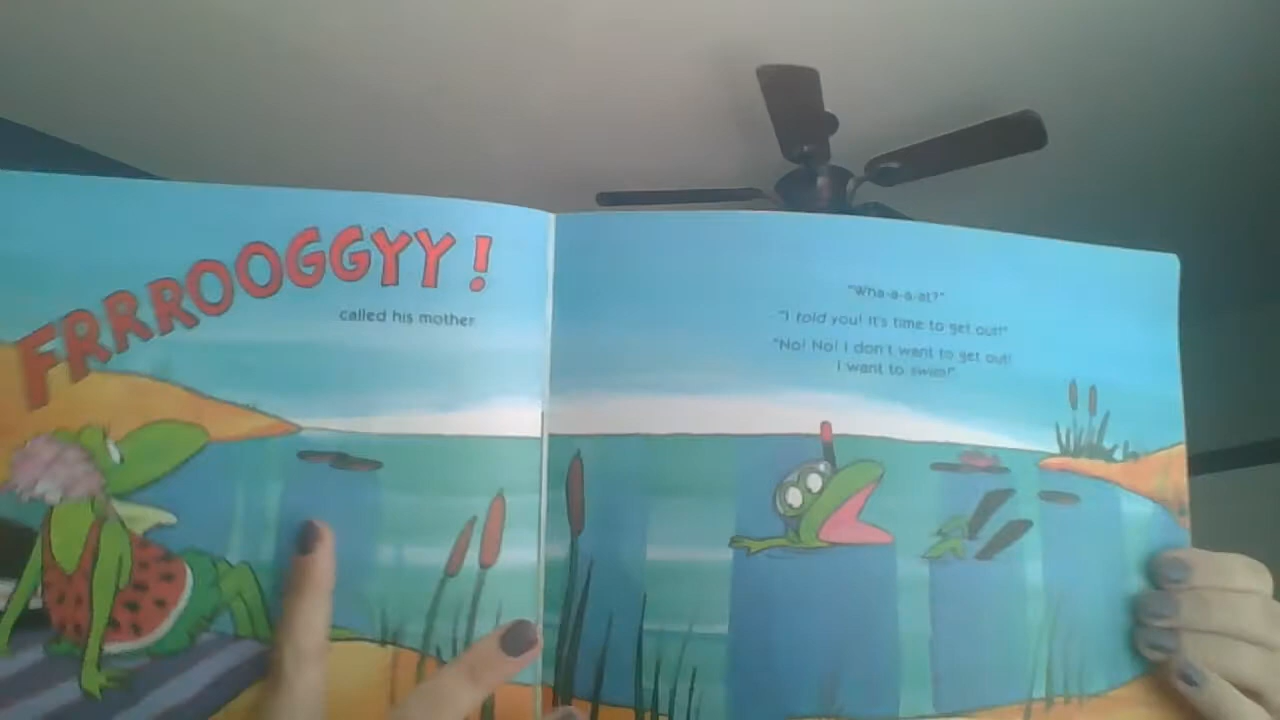 FRRROOGGYY!
called his mother
"Wha-a-a-at?"
"I told you! It's time to get out!"
"No! No! I don't want to get out!
I want to swim!"